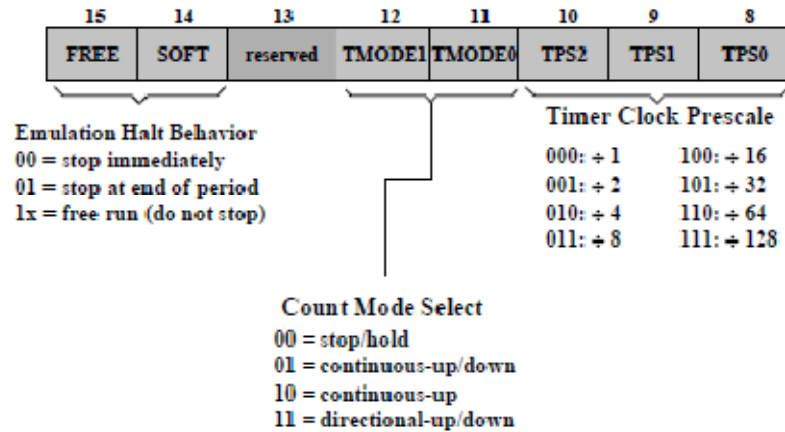 15 14 13 12 11 10 9 8
FREE SOFT reserved TMODE1 TMODE0 TPS2 TPS1 TPS0
Emulation Halt Behavior
00 = stop immediately
01 = stop at end of period
1x = free run (do not stop)
Timer Clock Prescale
000: ÷ 1 100: ÷ 16
001: ÷ 2 101: ÷ 32
010: ÷ 4 110: ÷ 64
011: ÷ 8 111: ÷ 128
Count Mode Select
00 = stop/hold
01 = continuous-up/down
10 = continuous-up
11 = directional-up/down